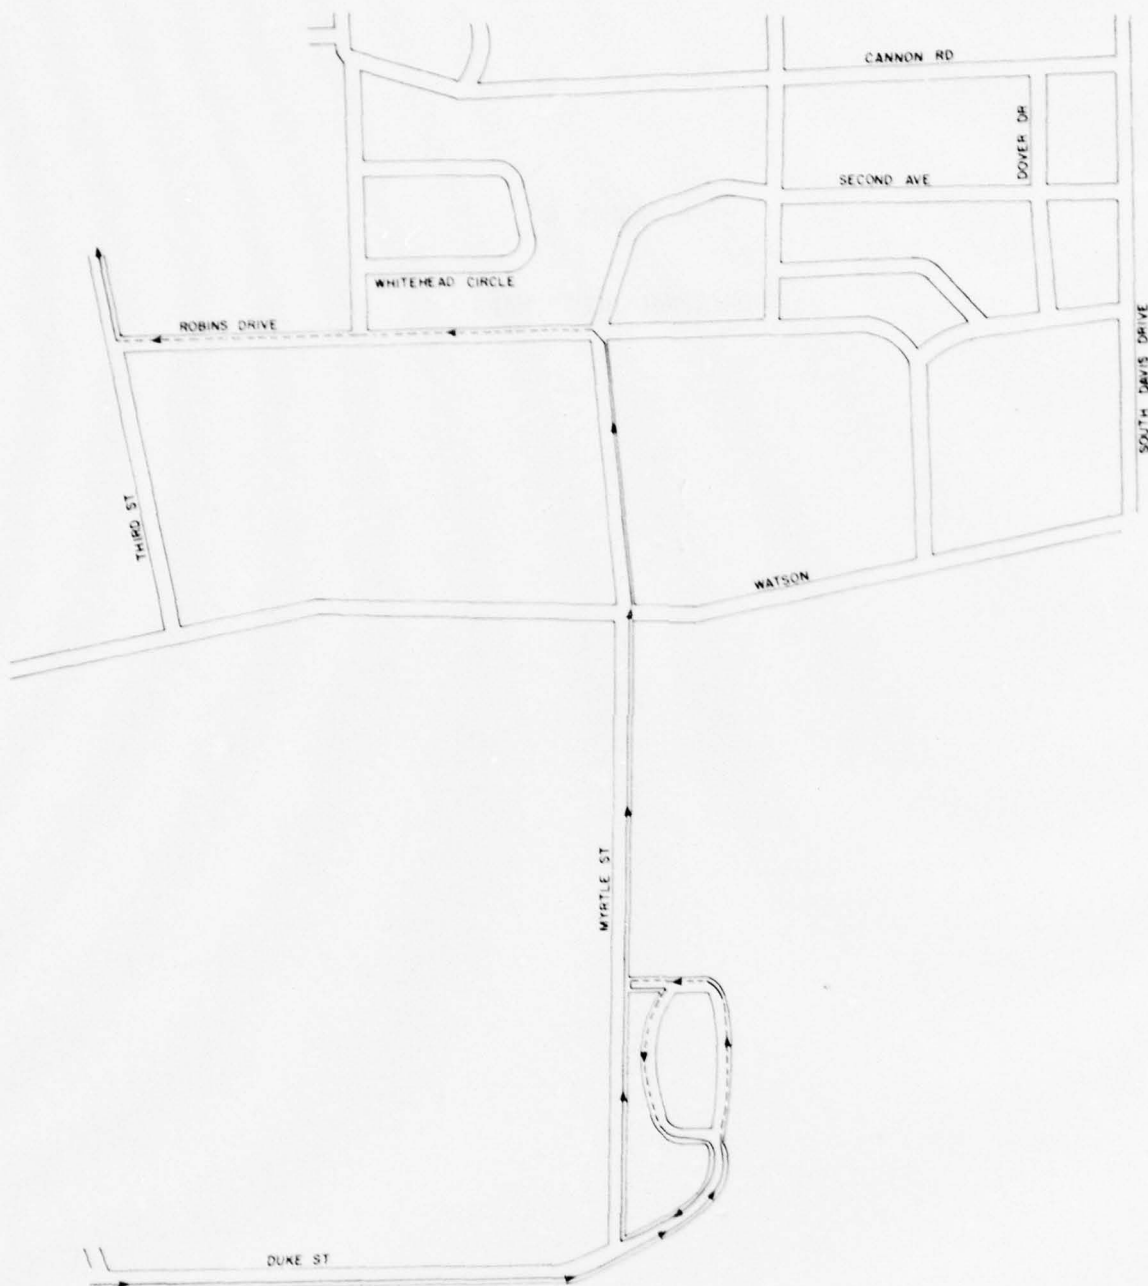 CANNON RD
DOVER DR
SECOND AVE
WHITEHEAD CIRCLE
ROBINS DRIVE
SOUTH DAVIS DRIVE
THIRD ST
WATSON
MYRTLE ST
DUKE ST